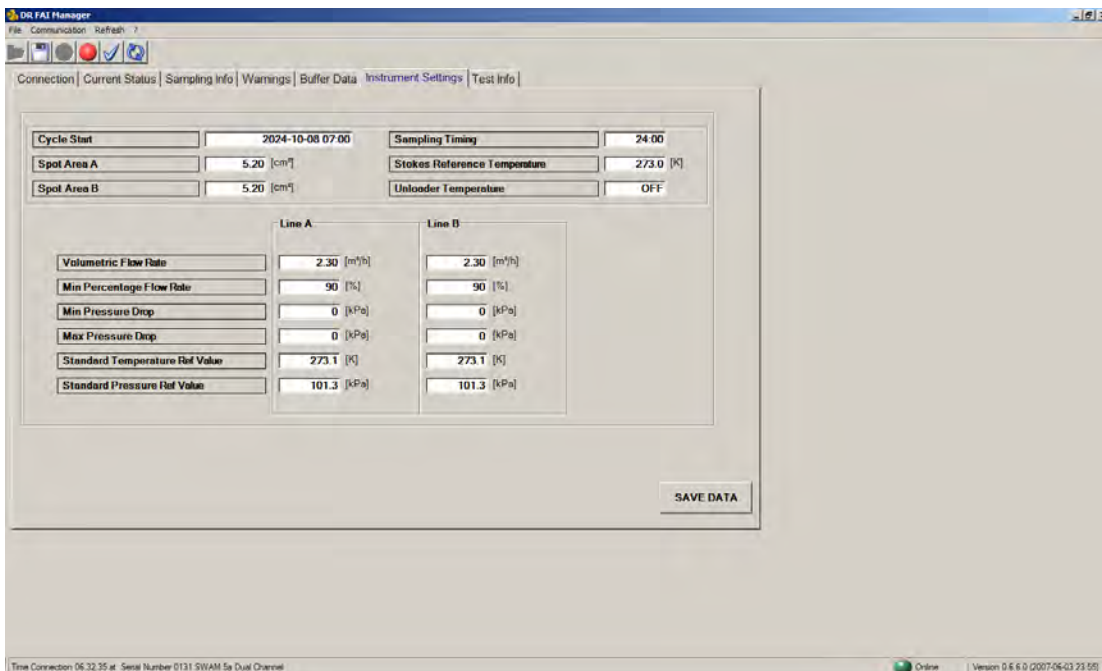 DR FAI Manager
File Communication Refresh ?
Connection Current Status Sampling Info Warnings Buffer Data Instrument Settings Test Info
Cycle Start 2024-10-08 07:00 Sampling Timing 24:00
Spot Area A 5.20 [cm²] Stokes Reference Temperature 273.0 [K]
Spot Area B 5.20 [cm²] Unloader Temperature OFF
Line A Line B
Volumetric Flow Rate 2.30 [m³/h] 2.30 [m³/h]
Min Percentage Flow Rate 90 [%] 90 [%]
Min Pressure Drop 0 [kPa] 0 [kPa]
Max Pressure Drop 0 [kPa] 0 [kPa]
Standard Temperature Ref Value 273.1 [K] 273.1 [K]
Standard Pressure Ref Value 101.3 [kPa] 101.3 [kPa]
SAVE DATA
Time Connection 06.32.35 at Serial Number 0131 SWAM 5a Dual Channel Online Version 0.6.6.0 (2007-06-03 23:55)